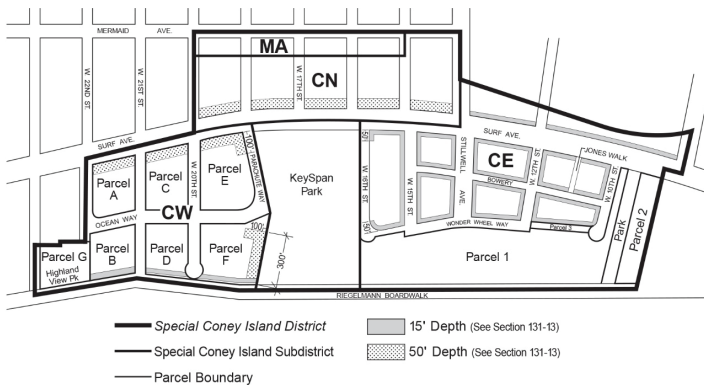 MERMAID AVE.
MA
CN
W 22ND ST.
W 21ST ST.
W 17TH ST.
SURF AVE.
SURF AVE.
100'
PARACHUTE WAY
50'
STILLWELL AVE
CE
JONES WALK
Parcel A
Parcel C
Parcel E
W 20TH ST.
KeySpan Park
W 16TH ST.
W 15TH ST.
W 12TH ST.
W 10TH ST.
BOWERY
OCEAN WAY
CW
WONDER WHEEL WAY
Parcel 3
Park
Parcel 2
100'
50'
Parcel G
Highland View Pk
Parcel B
Parcel D
Parcel F
300'
Parcel 1
RIEGELMANN BOARDWALK
Special Coney Island District
15' Depth (See Section 131-13)
Special Coney Island Subdistrict
50' Depth (See Section 131-13)
Parcel Boundary